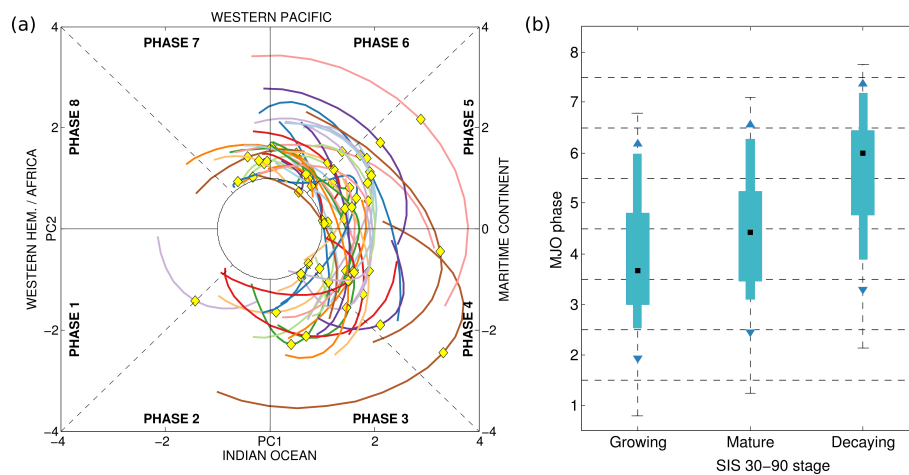 (a)
WESTERN PACIFIC
4
4
PHASE 7
PHASE 6
PHASE 8
PHASE 5
2
2
WESTERN HEM. / AFRICA
PC2
0
MARITIME CONTINENT
PHASE 1
PHASE 4
−2
−2
PHASE 2
PHASE 3
−4
−4
−4
−2
PC1
2
4
INDIAN OCEAN
(b)
8
7
6
5
4
3
2
1
MJO phase
Growing
Mature
Decaying
SIS 30−90 stage